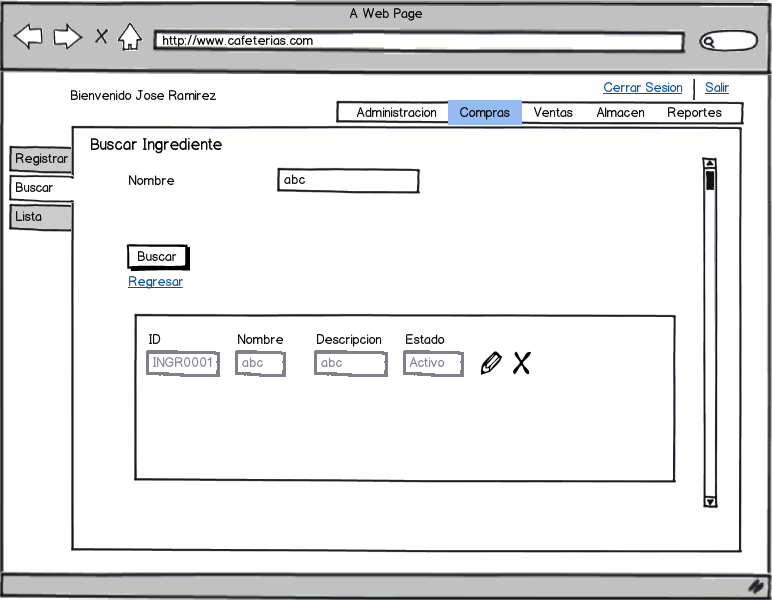 A Web Page
http://www.cafeterias.com
Cerrar Sesion Salir
Bienvenido Jose Ramirez
Administracion Compras Ventas Almacen Reportes
Buscar Ingrediente
Registrar
Buscar
Lista
Nombre abc
Buscar
Regresar
ID Nombre Descripcion Estado
INGR0001 abc abc Activo